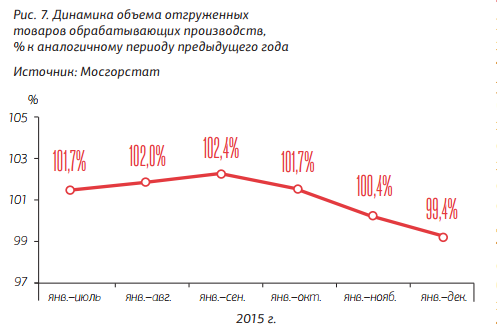 Рис. 7. Динамика объема отгруженных
товаров обрабатывающих производств,
% к аналогичному периоду предыдущего года
Источник: Мосгорстат
%
105
103
101
99
97
101,7%
102,0%
102,4%
101,7%
100,4%
99,4%
янв.–июль
янв.–авг.
янв.–сен.
янв.–окт.
янв.–нояб.
янв.–дек.
2015 г.